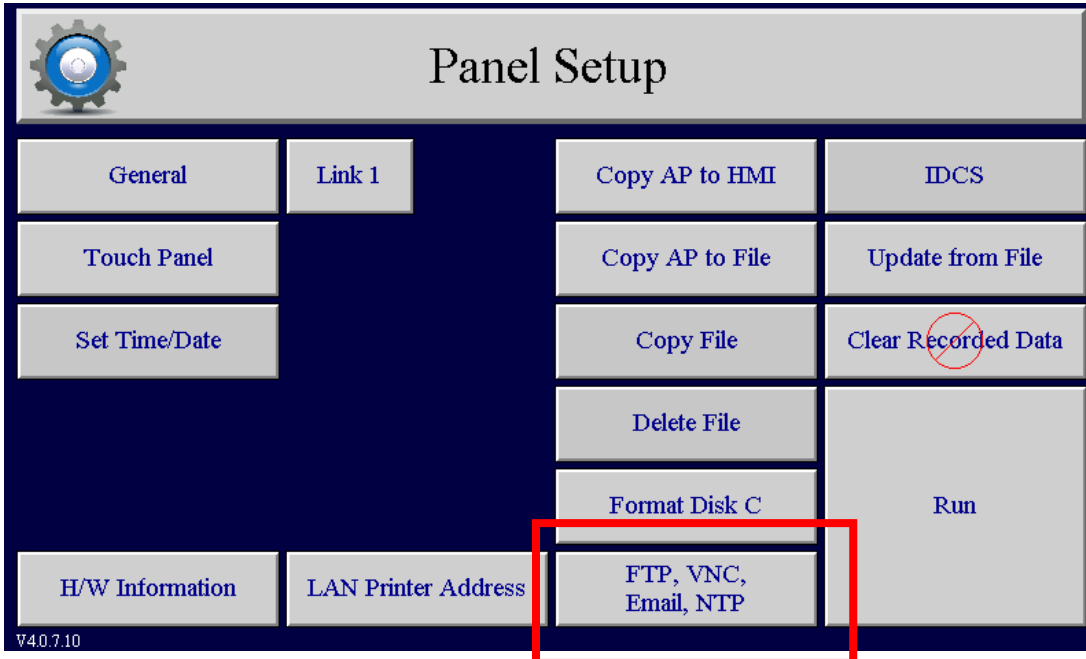 Panel Setup
General
Link 1
Copy AP to HMI
IDCS
Touch Panel
Copy AP to File
Update from File
Set Time/Date
Copy File
Clear Recorded Data
Delete File
Format Disk C
Run
H/W Information
LAN Printer Address
FTP, VNC,
Email, NTP
V4.0.7.10